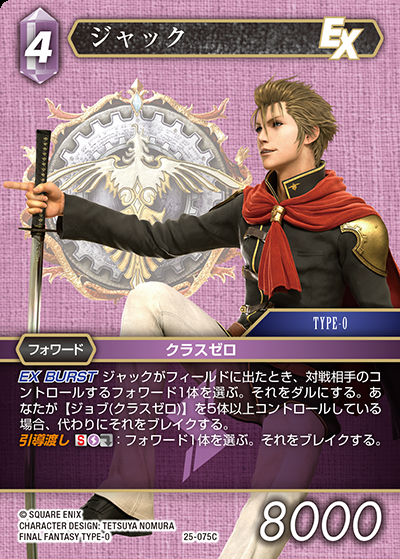 4
ジャック
EX
TYPE-0
フォワード
クラスゼロ
EX BURST ジャックがフィールドに出たとき、対戦相手のコ
ントロールするフォワード1体を選ぶ。それをダルにする。あ
なたが【ジョブ(クラスゼロ)】を5体以上コントロールしている
場合、代わりにそれをブレイクする。
引導渡し S：フォワード1体を選ぶ。それをブレイクする。
© SQUARE ENIX
CHARACTER DESIGN: TETSUYA NOMURA
FINAL FANTASY TYPE-0
25-075C
8000